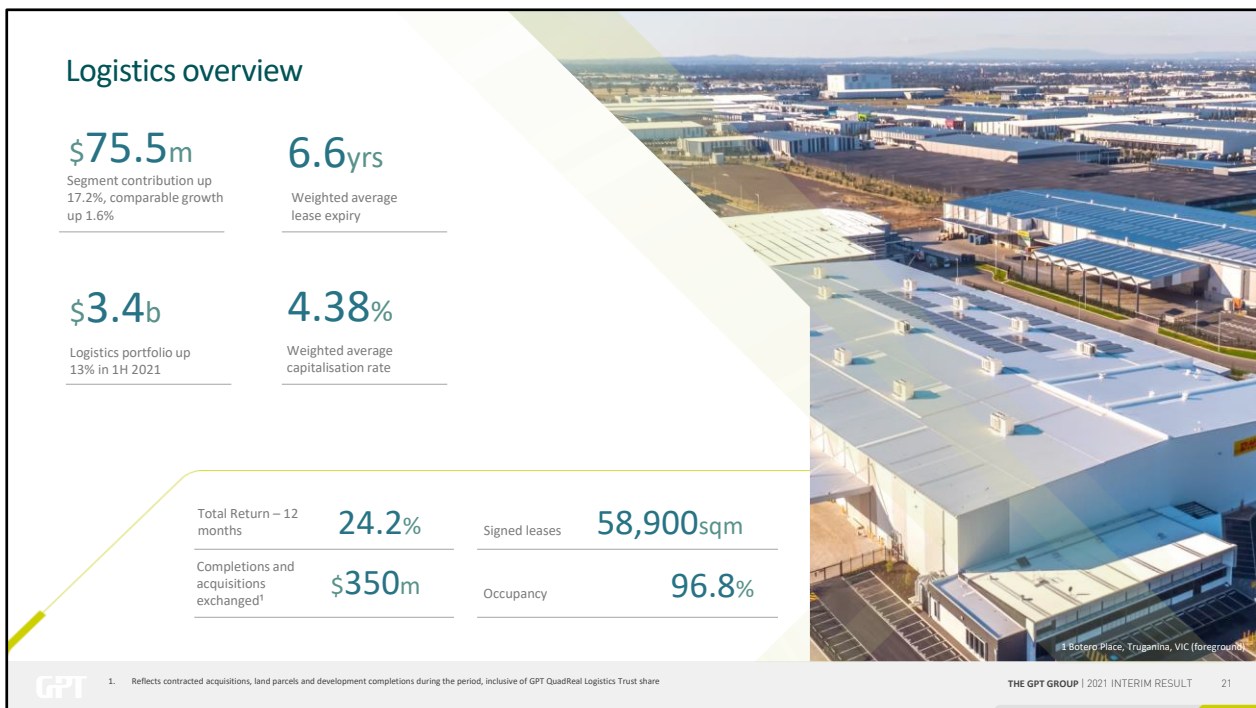 Logistics overview
$75.5m
Segment contribution up
17.2%, comparable growth
up 1.6%
6.6yrs
Weighted average
lease expiry
$3.4b
Logistics portfolio up
13% in 1H 2021
4.38%
Weighted average
capitalisation rate
Total Return – 12
months
24.2%
Signed leases
58,900sqm
Completions and
acquisitions
exchanged¹
$350m
Occupancy
96.8%
1 Botero Place, Truganina, VIC (foreground)
GPT
1. Reflects contracted acquisitions, land parcels and development completions during the period, inclusive of GPT QuadReal Logistics Trust share
THE GPT GROUP | 2021 INTERIM RESULT 21